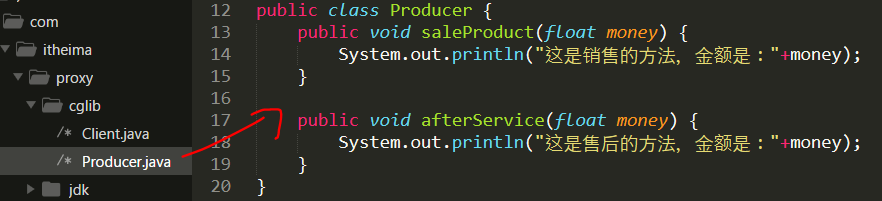 com
itheima
proxy
cglib
/* Client.java
/* Producer.java
jdk
12 public class Producer {
13 public void saleProduct(float money) {
14 System.out.println("这是销售的方法，金额是："+money);
15 }
16
17 public void afterService(float money) {
18 System.out.println("这是售后的方法，金额是："+money);
19 }
20 }